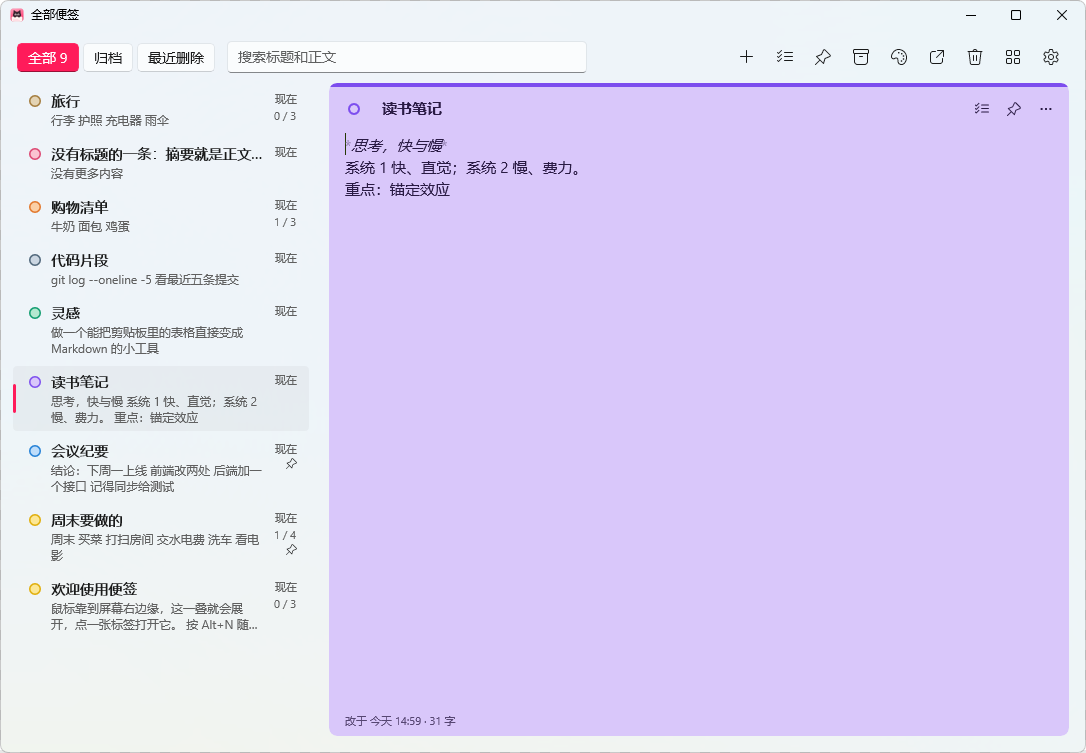 全部便签
全部 9
归档
最近删除
搜索标题和正文
旅行
现在
行李 护照 充电器 雨伞
0 / 3
没有标题的一条：摘要就是正文...
现在
没有更多内容
购物清单
现在
牛奶 面包 鸡蛋
1 / 3
代码片段
现在
git log --oneline -5 看最近五条提交
灵感
现在
做一个能把剪贴板里的表格直接变成
Markdown 的小工具
读书笔记
现在
思考，快与慢 系统 1 快、直觉；系统 2
慢、费力。 重点：锚定效应
会议纪要
现在
结论：下周一上线 前端改两处 后端加一
个接口 记得同步给测试
周末要做的
现在
周末 买菜 打扫房间 交水电费 洗车 看电
影
1 / 4
欢迎使用便签
现在
鼠标靠到屏幕右边缘，这一叠就会展
开，点一张标签打开它。 按 Alt+N 随...
0 / 3
读书笔记
*思考，快与慢*
系统 1 快、直觉；系统 2 慢、费力。
重点：锚定效应
改于 今天 14:59 · 31 字